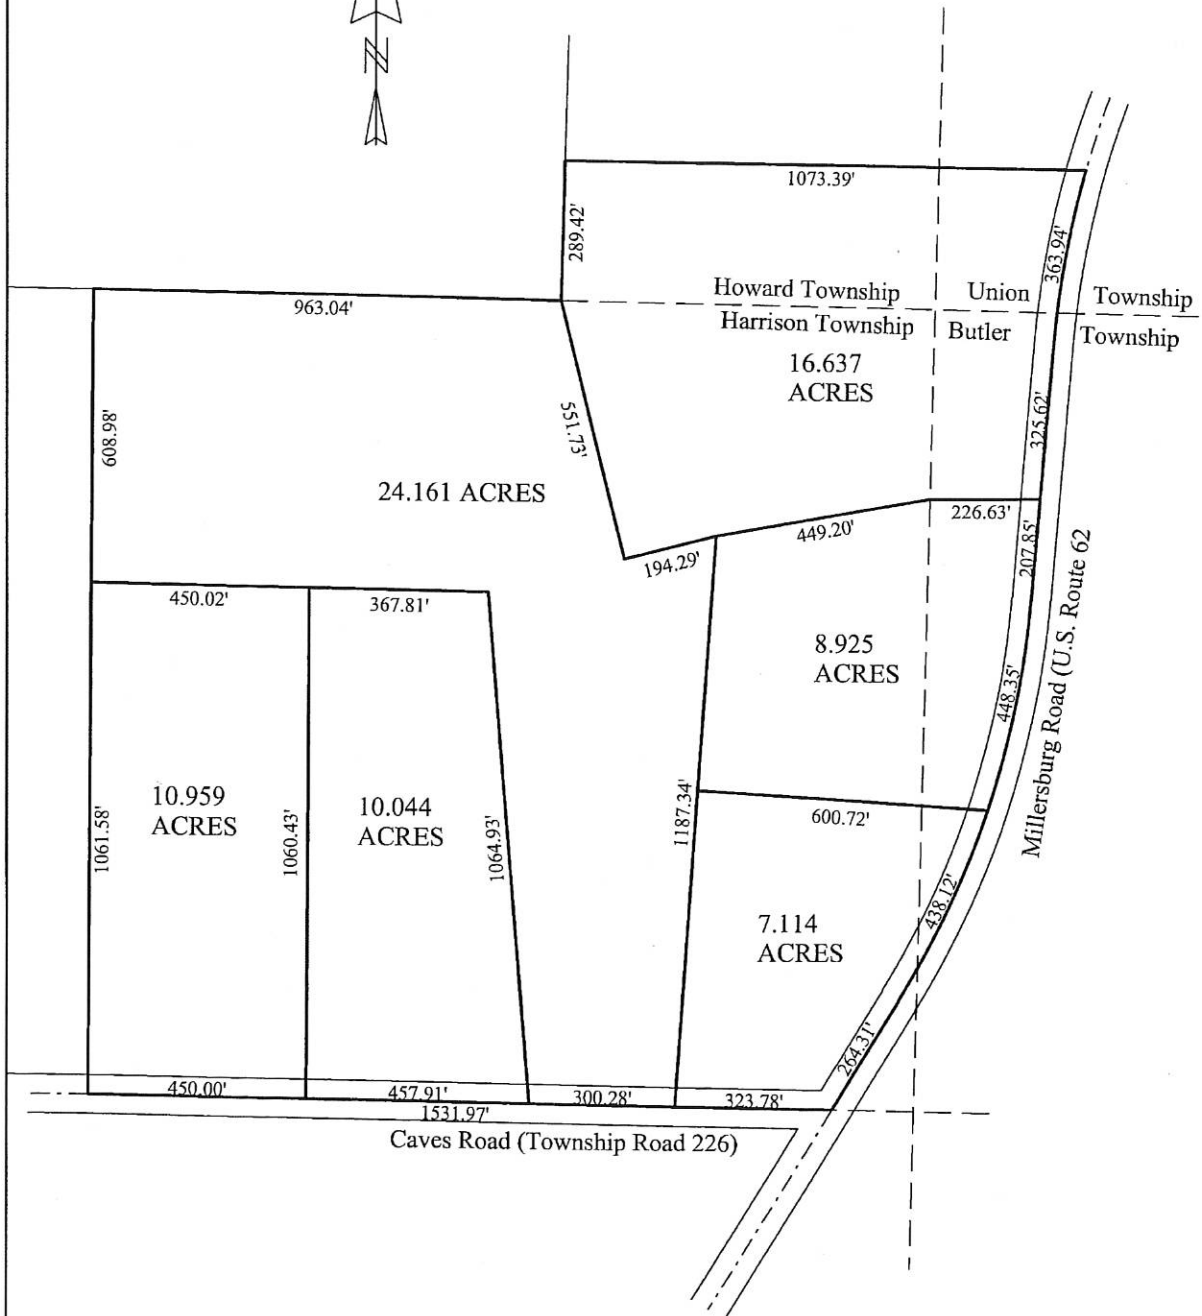 N
1073.39'
289.42'
363.94'
963.04'
Howard Township
Union
Township
Harrison Township
Butler
Township
16.637
ACRES
608.98'
551.73'
325.62'
24.161 ACRES
226.63'
449.20'
194.29'
207.85'
450.02'
367.81'
8.925
ACRES
448.35'
Millersburg Road (U.S. Route 62
10.959
ACRES
10.044
ACRES
1061.58'
1060.43'
1064.93'
1187.34'
600.72'
438.12'
7.114
ACRES
264.31'
450.00'
457.91'
300.28'
323.78'
1531.97'
Caves Road (Township Road 226)